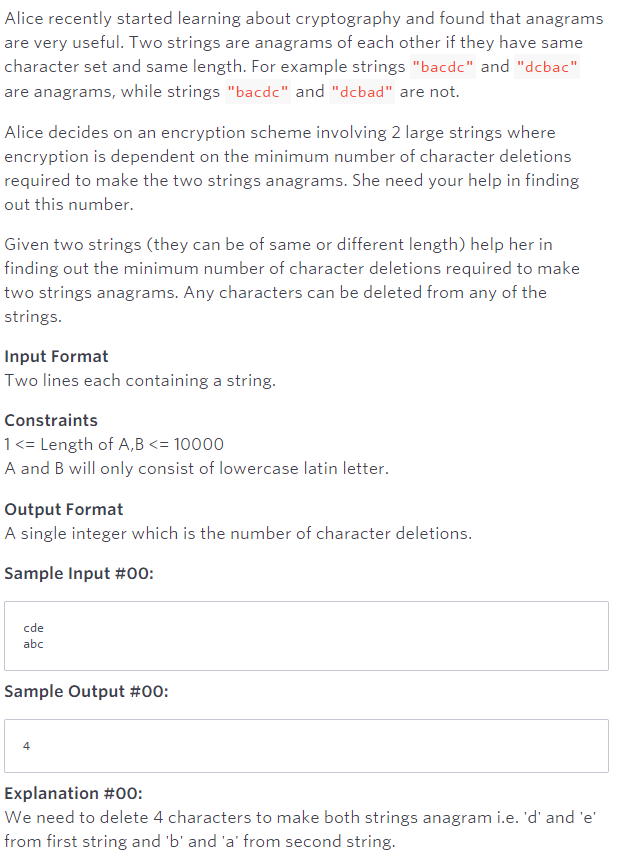 Alice recently started learning about cryptography and found that anagrams
are very useful. Two strings are anagrams of each other if they have same
character set and same length. For example strings "bacdc" and "dcbac"
are anagrams, while strings "bacdc" and "dcbad" are not.
Alice decides on an encryption scheme involving 2 large strings where
encryption is dependent on the minimum number of character deletions
required to make the two strings anagrams. She need your help in finding
out this number.
Given two strings (they can be of same or different length) help her in
finding out the minimum number of character deletions required to make
two strings anagrams. Any characters can be deleted from any of the
strings.
Input Format
Two lines each containing a string.
Constraints
1 <= Length of A,B <= 10000
A and B will only consist of lowercase latin letter.
Output Format
A single integer which is the number of character deletions.
Sample Input #00:
cde
abc
Sample Output #00:
4
Explanation #00:
We need to delete 4 characters to make both strings anagram i.e. 'd' and 'e'
from first string and 'b' and 'a' from second string.